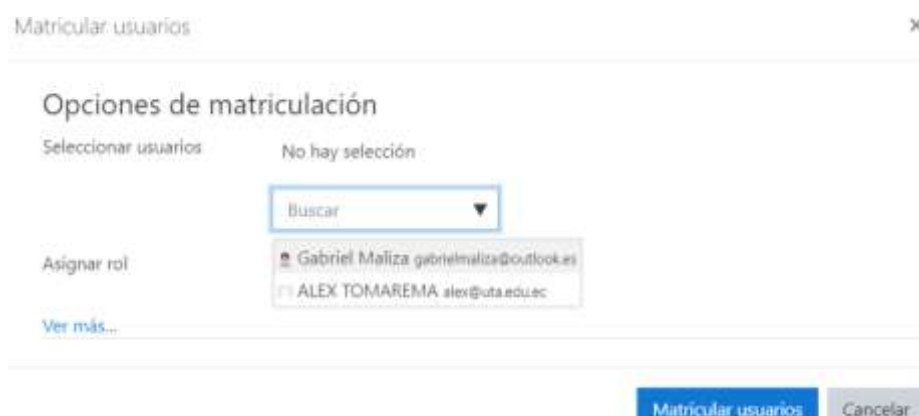 Matricular usuarios ×
Opciones de matriculación
Seleccionar usuarios No hay selección
Buscar ▼
Asignar rol
Gabriel Maliza gabrielmaliza@outlook.es
ALEX TOMAREMA alex@uta.edu.ec
Ver más...
Matricular usuarios Cancelar